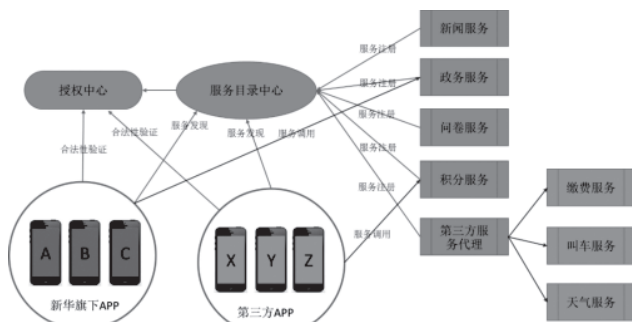 新闻服务
服务注册
授权中心
服务目录中心
服务注册
政务服务
服务发现
服务发现
服务调用
服务注册
问卷服务
合法性验证
合法性验证
服务注册
积分服务
服务注册
缴费服务
A
B
C
X
Y
Z
服务调用
第三方服
务代理
叫车服务
新华旗下APP
第三方APP
天气服务